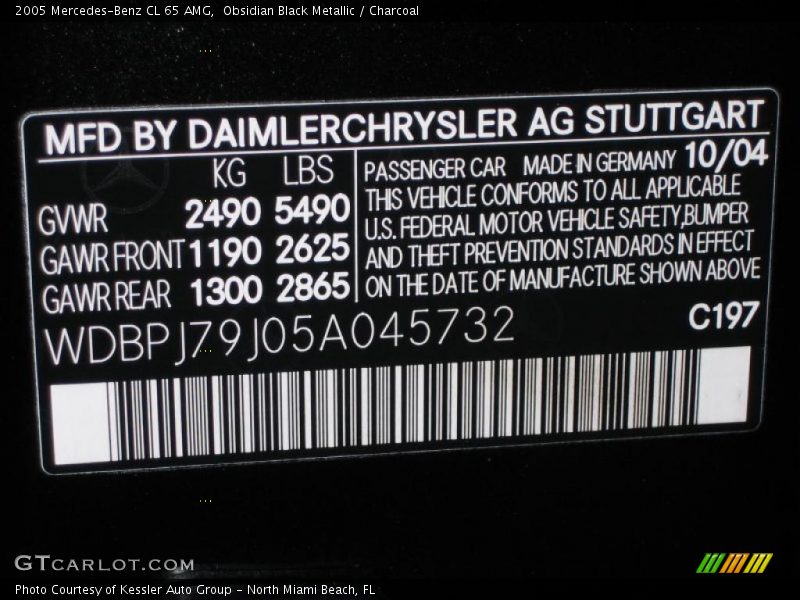 2005 Mercedes-Benz CL 65 AMG,  Obsidian Black Metallic / Charcoal
MFD BY DAIMLERCHRYSLER AG STUTTGART
KG LBS
GVWR 2490 5490
GAWR FRONT 1190 2625
GAWR REAR 1300 2865
PASSENGER CAR MADE IN GERMANY 10/04
THIS VEHICLE CONFORMS TO ALL APPLICABLE
U.S. FEDERAL MOTOR VEHICLE SAFETY,BUMPER
AND THEFT PREVENTION STANDARDS IN EFFECT
ON THE DATE OF MANUFACTURE SHOWN ABOVE
WDBPJ79J05A045732
C197
GTCARLOT.COM
Photo Courtesy of Kessler Auto Group - North Miami Beach, FL